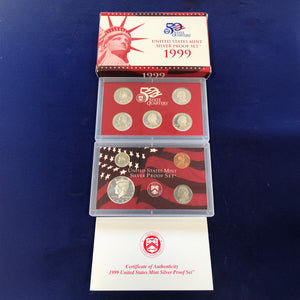 50
STATE
QUARTERS
UNITED STATES MINT
SILVER PROOF SET
1999
1999
50
STATE
QUARTERS
UNITED STATES MINT
SILVER PROOF SET
Certificate of Authenticity
1999 United States Mint Silver Proof Set